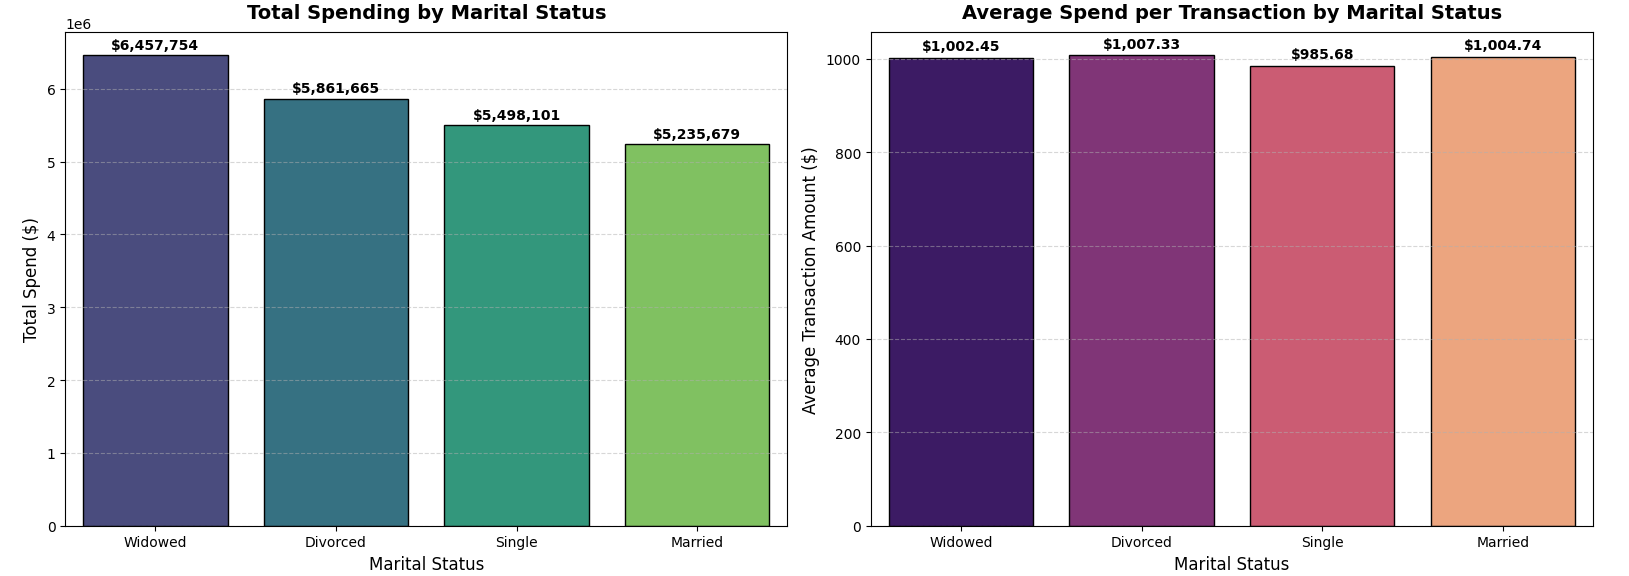 Total Spending by Marital Status
1e6
$6,457,754
$5,861,665
$5,498,101
$5,235,679
6
5
4
3
2
1
0
Total Spend ($)
Widowed Divorced Single Married
Marital Status
Average Spend per Transaction by Marital Status
$1,002.45
$1,007.33
$985.68
$1,004.74
1000
800
600
400
200
0
Average Transaction Amount ($)
Widowed Divorced Single Married
Marital Status